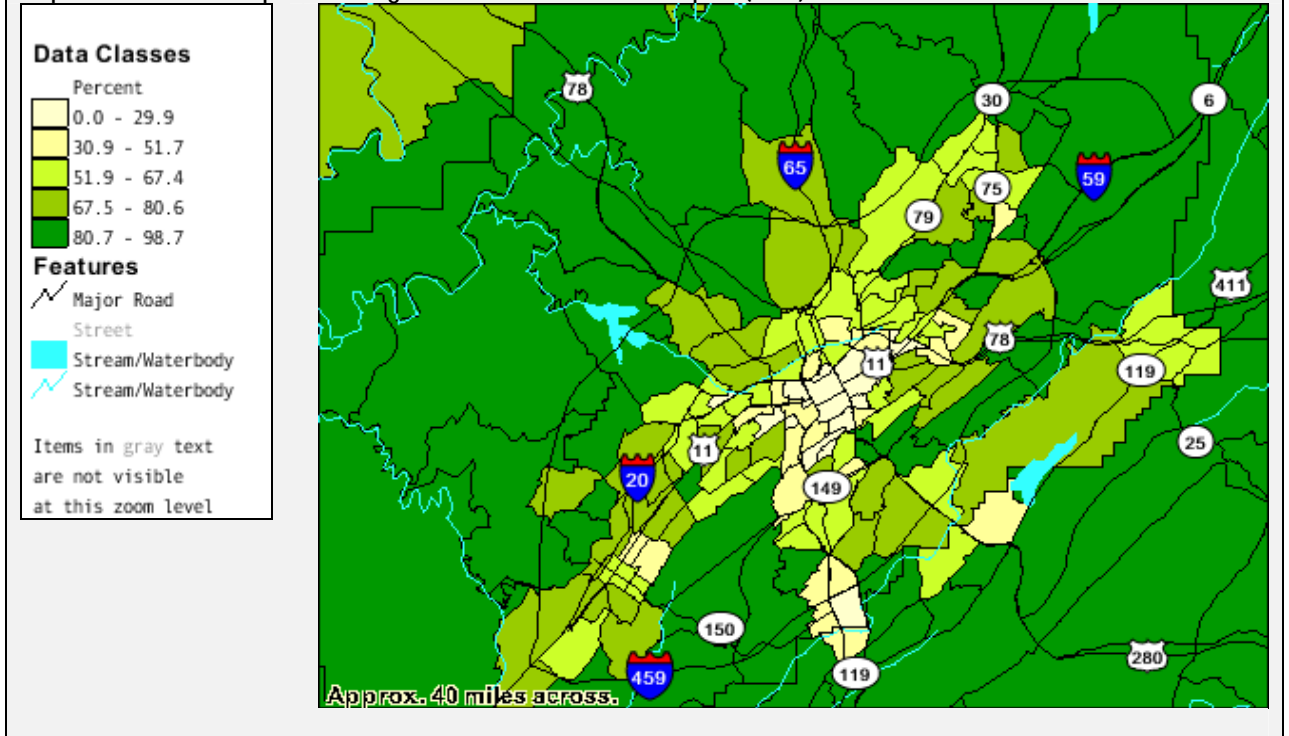 Data Classes
Percent
0.0 - 29.9
30.9 - 51.7
51.9 - 67.4
67.5 - 80.6
80.7 - 98.7
Features
Major Road
Street
Stream/Waterbody
Stream/Waterbody
Items in gray text
are not visible
at this zoom level
78
30
6
65
59
75
79
411
78
11
119
25
11
20
149
150
280
119
459
Approx. 40 miles across.